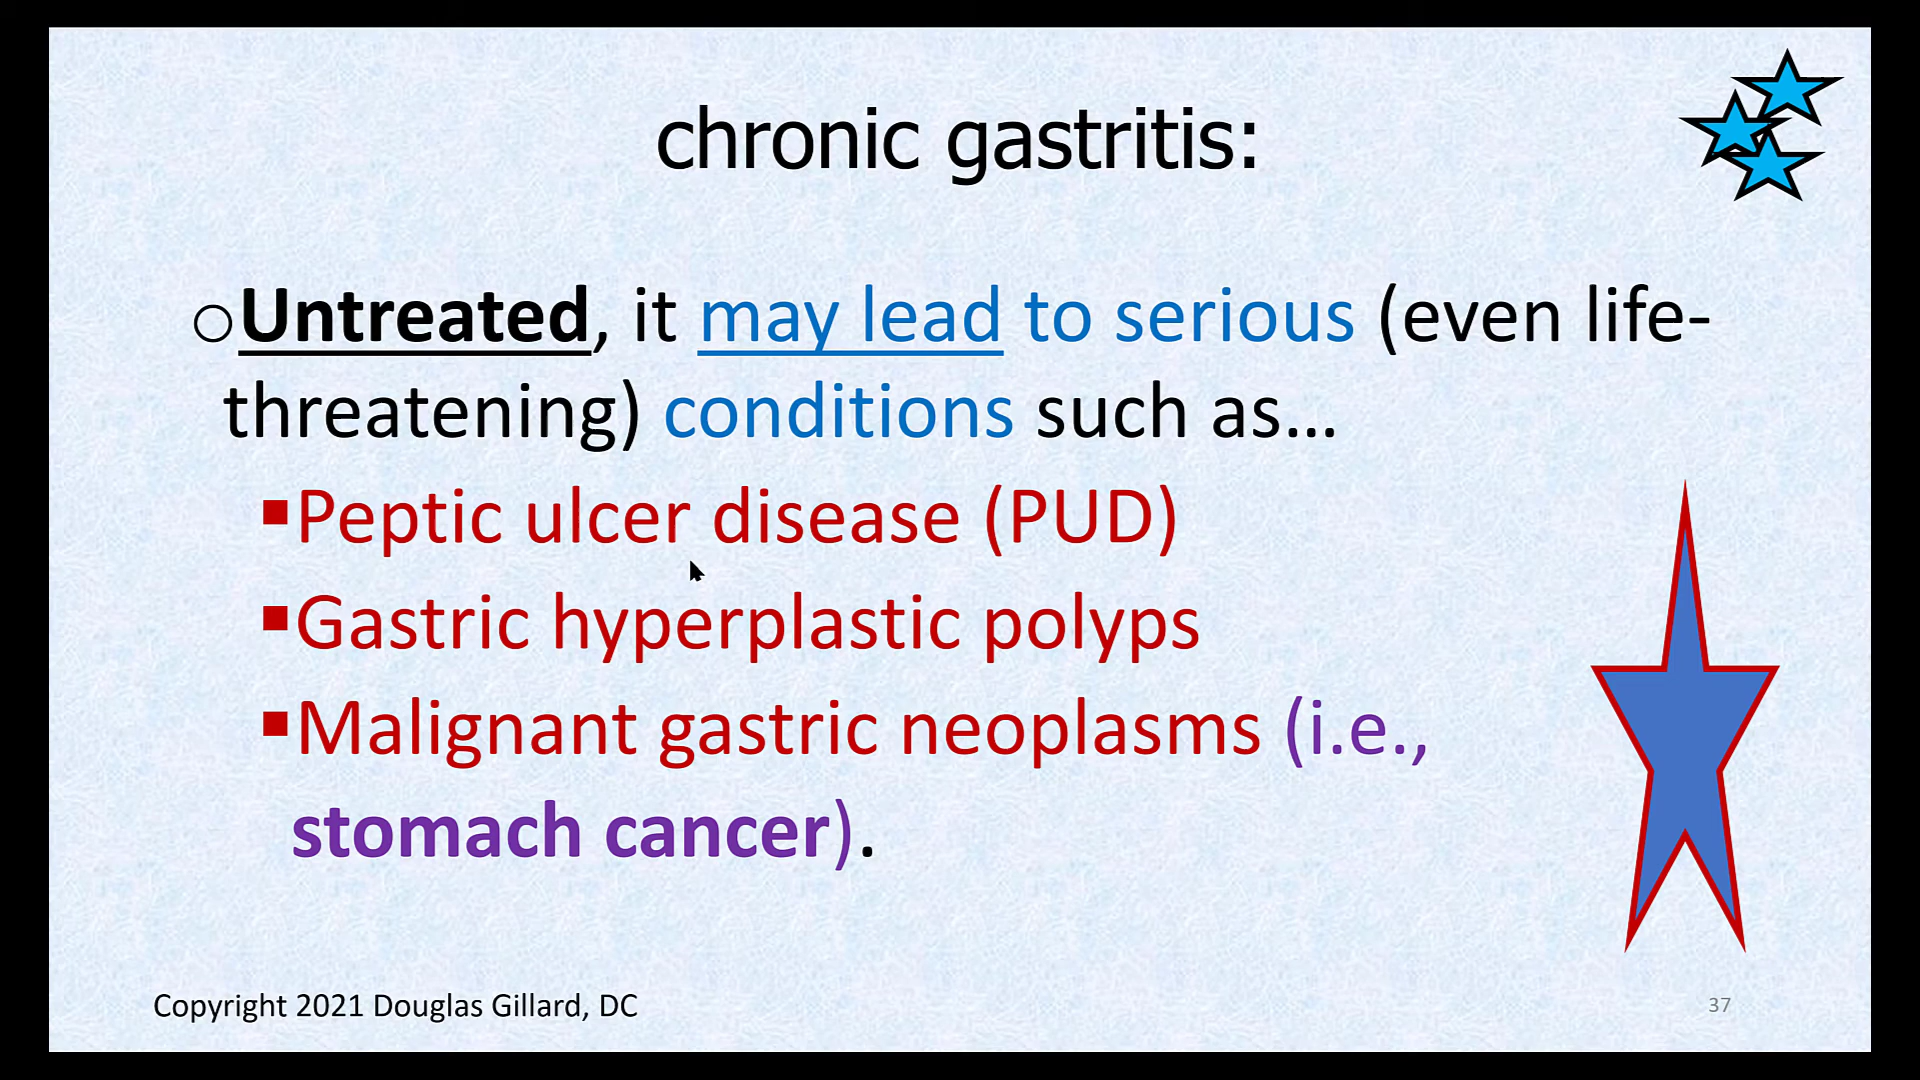 chronic gastritis:
oUntreated, it may lead to serious (even life-
threatening) conditions such as…
▪Peptic ulcer disease (PUD)
▪Gastric hyperplastic polyps
▪Malignant gastric neoplasms (i.e.,
stomach cancer).
Copyright 2021 Douglas Gillard, DC
37